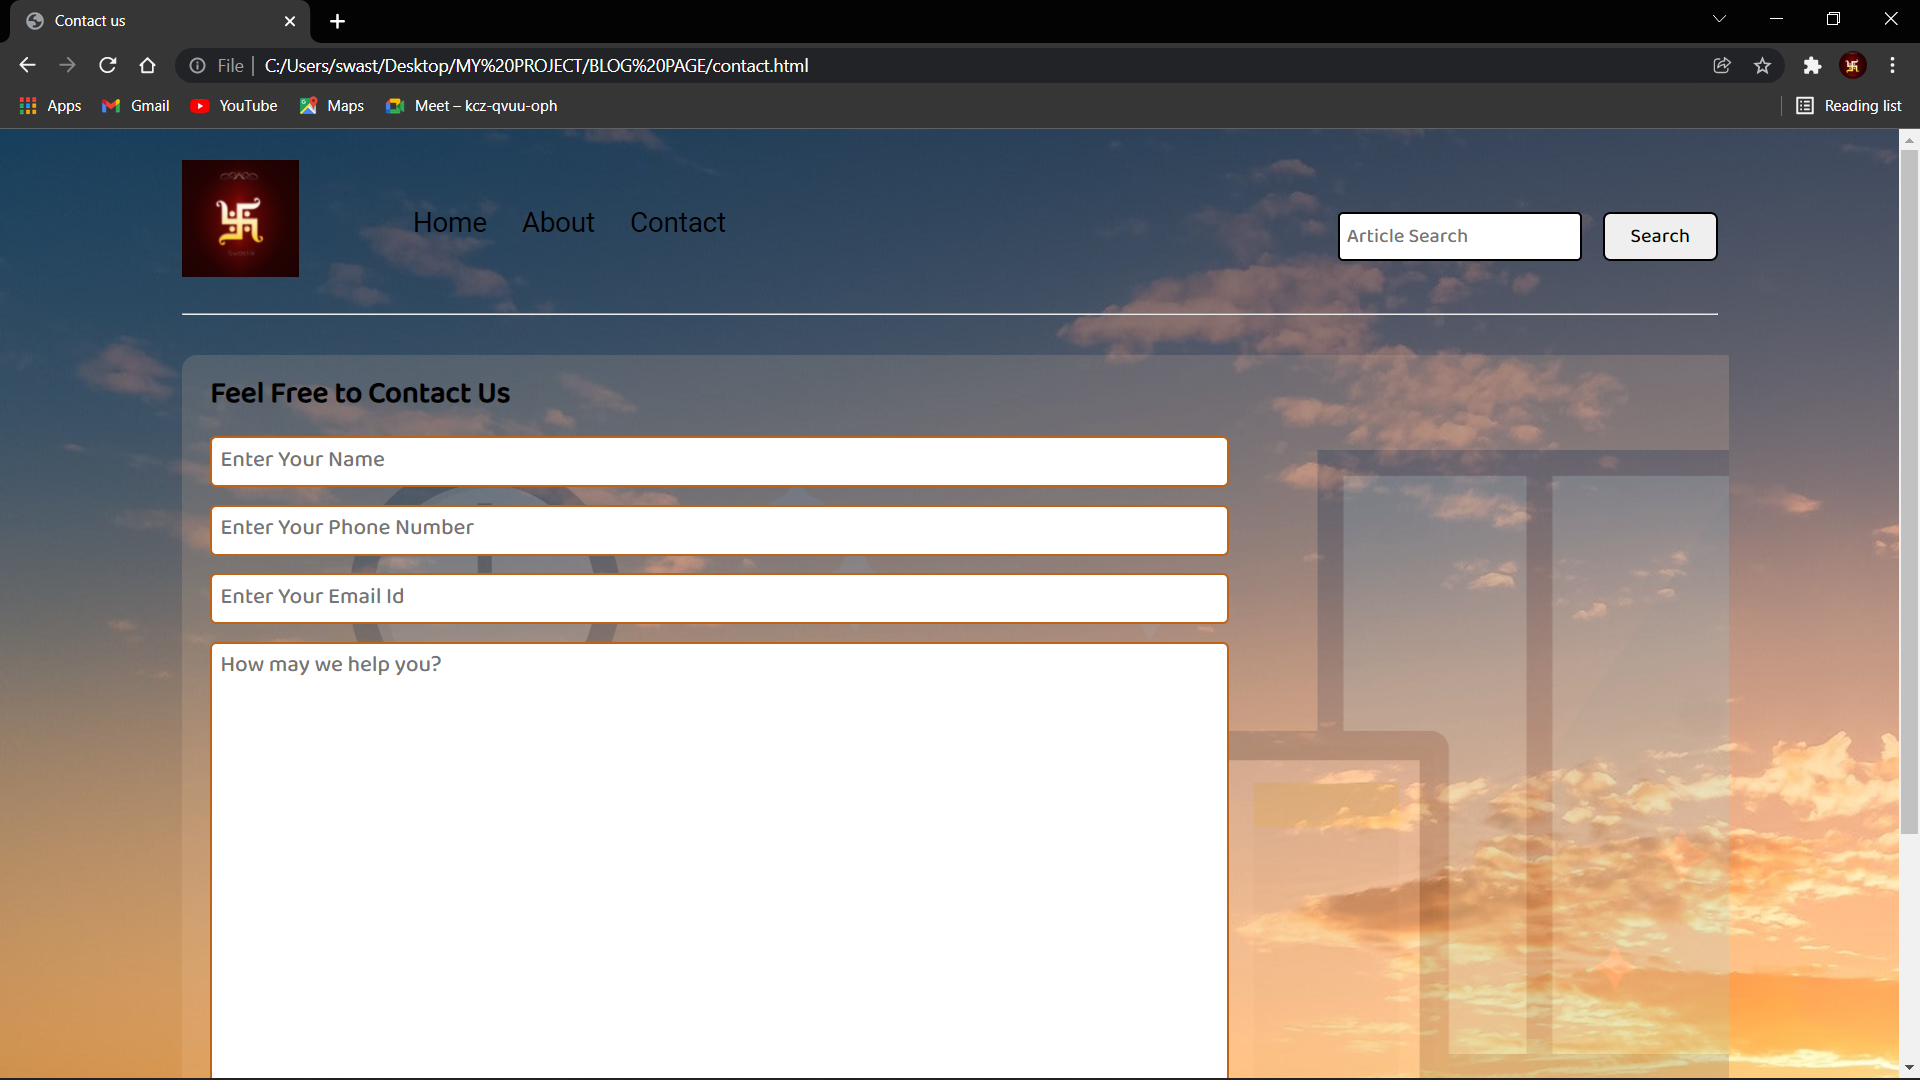 Contact us
File
C:/Users/swast/Desktop/MY%20PROJECT/BLOG%20PAGE/contact.html
Apps Gmail YouTube Maps Meet – kcz-qvuu-oph Reading list
Home About Contact
Article Search Search
Feel Free to Contact Us
Enter Your Name
Enter Your Phone Number
Enter Your Email Id
How may we help you?